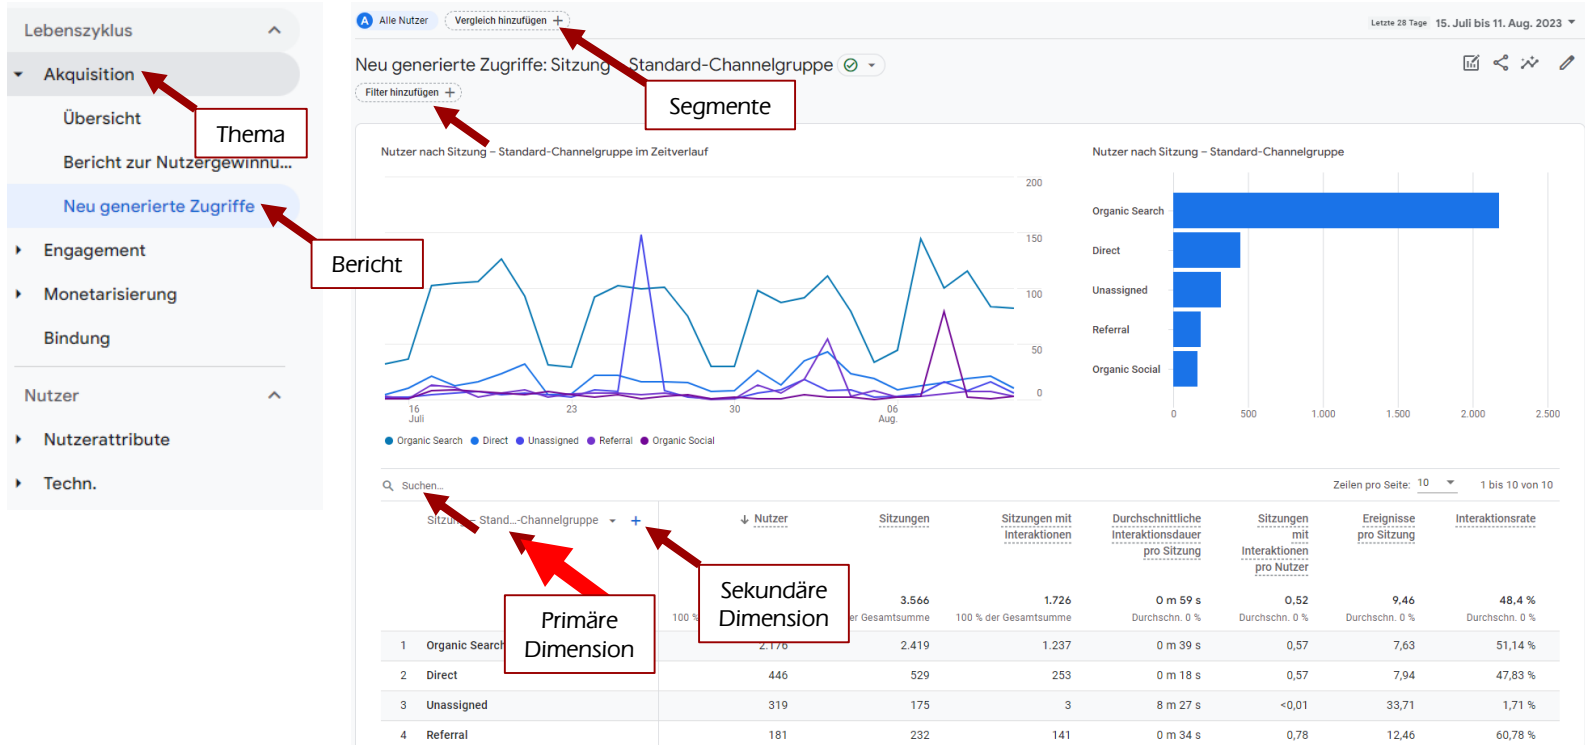 Lebenszyklus
Akquisition
Übersicht
Thema
Bericht zur Nutzergewinnu...
Neu generierte Zugriffe
Bericht
Engagement
Monetarisierung
Bindung
Nutzer
Nutzerattribute
Techn.
A Alle Nutzer Vergleich hinzufügen +
Letzte 28 Tage 15. Juli bis 11. Aug. 2023
Neu generierte Zugriffe: Sitzung – Standard-Channelgruppe
Filter hinzufügen +
Segmente
Nutzer nach Sitzung – Standard-Channelgruppe im Zeitverlauf
200
150
100
50
0
16 Juli
23
30
06 Aug.
Organic Search Direct Unassigned Referral Organic Social
Nutzer nach Sitzung – Standard-Channelgruppe
Organic Search
Direct
Unassigned
Referral
Organic Social
0 500 1.000 1.500 2.000 2.500
Suchen...
Zeilen pro Seite: 10 1 bis 10 von 10
Sitzung – Stand...-Channelgruppe +
Nutzer
Sitzungen
Sitzungen mit
Interaktionen
Durchschnittliche
Interaktionsdauer
pro Sitzung
Sitzungen
mit
Interaktionen
pro Nutzer
Ereignisse
pro Sitzung
Interaktionsrate
Primäre
Dimension
Sekundäre
Dimension
3.566 1.726 0 m 59 s 0,52 9,46 48,4 %
100 % der Gesamtsumme 100 % der Gesamtsumme Durchschn. 0 % Durchschn. 0 % Durchschn. 0 % Durchschn. 0 %
1 Organic Search 2.176 2.419 1.237 0 m 39 s 0,57 7,63 51,14 %
2 Direct 446 529 253 0 m 18 s 0,57 7,94 47,83 %
3 Unassigned 319 175 3 8 m 27 s <0,01 33,71 1,71 %
4 Referral 181 232 141 0 m 34 s 0,78 12,46 60,78 %